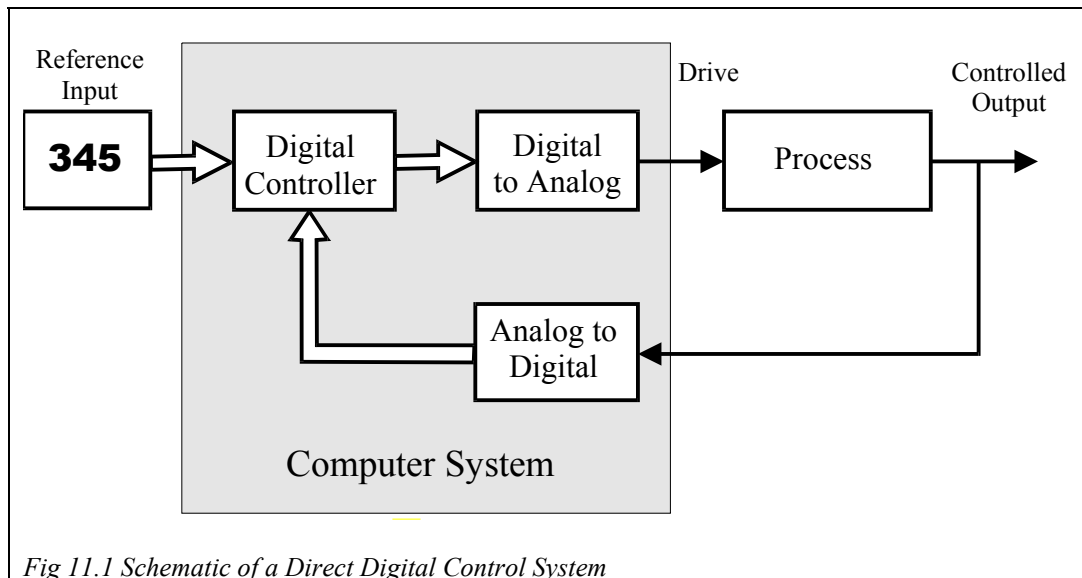 Reference
Input
345
Digital
Controller
Digital
to Analog
Drive
Process
Controlled
Output
Analog to
Digital
Computer System
Fig 11.1 Schematic of a Direct Digital Control System